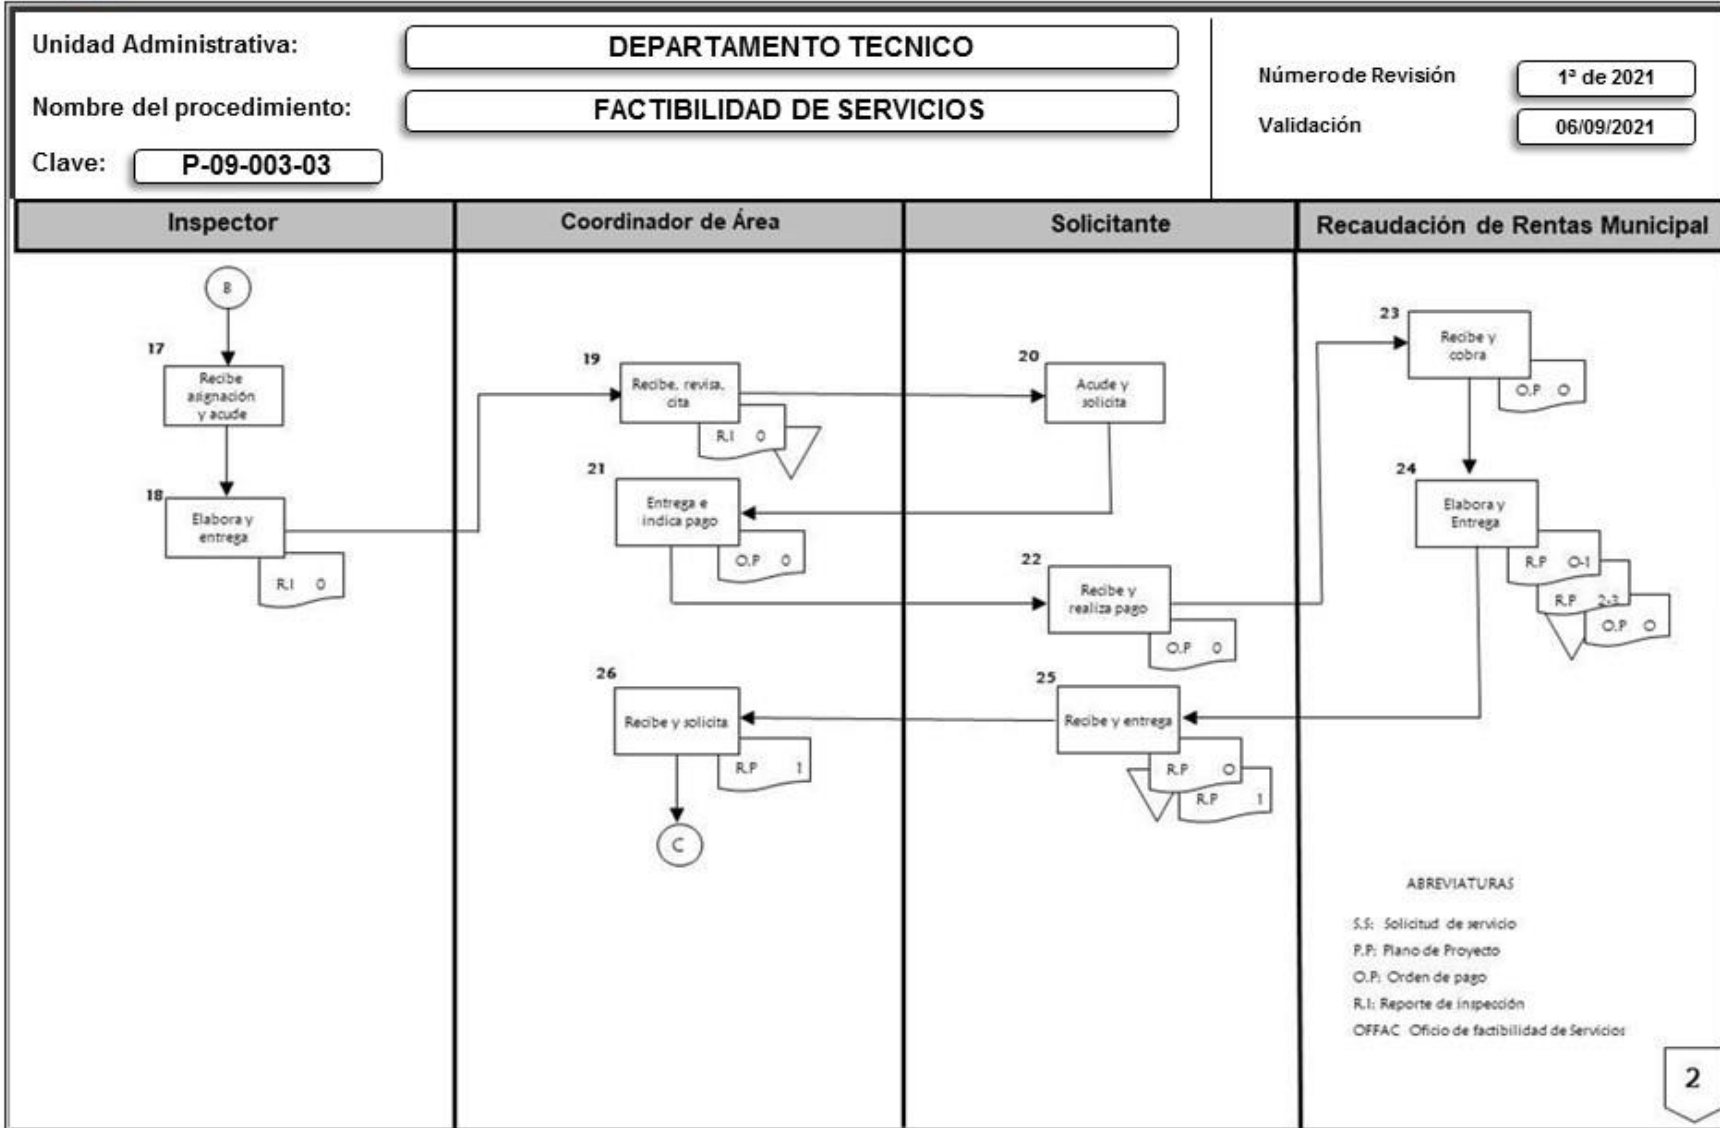 Unidad Administrativa:
DEPARTAMENTO TECNICO
Nombre del procedimiento:
FACTIBILIDAD DE SERVICIOS
Clave:
P-09-003-03
Número de Revisión
1ª de 2021
Validación
06/09/2021
Inspector
Coordinador de Área
Solicitante
Recaudación de Rentas Municipal
B
17
Recibe
asignación
y acude
18
Elabora y
entrega
R.I 0
19
Recibe, revisa,
cita
R.I 0
20
Acude y
solicita
21
Entrega e
indica pago
O.P 0
22
Recibe y
realiza pago
O.P 0
23
Recibe y
cobra
O.P O
24
Elabora y
Entrega
R.P O-1
R.P 2-3
O.P O
25
Recibe y entrega
R.P O
R.P 1
26
Recibe y solicita
R.P 1
C
ABREVIATURAS
S.S: Solicitud de servicio
P.P: Plano de Proyecto
O.P: Orden de pago
R.I: Reporte de inspección
OFFAC Oficio de factibilidad de Servicios
2